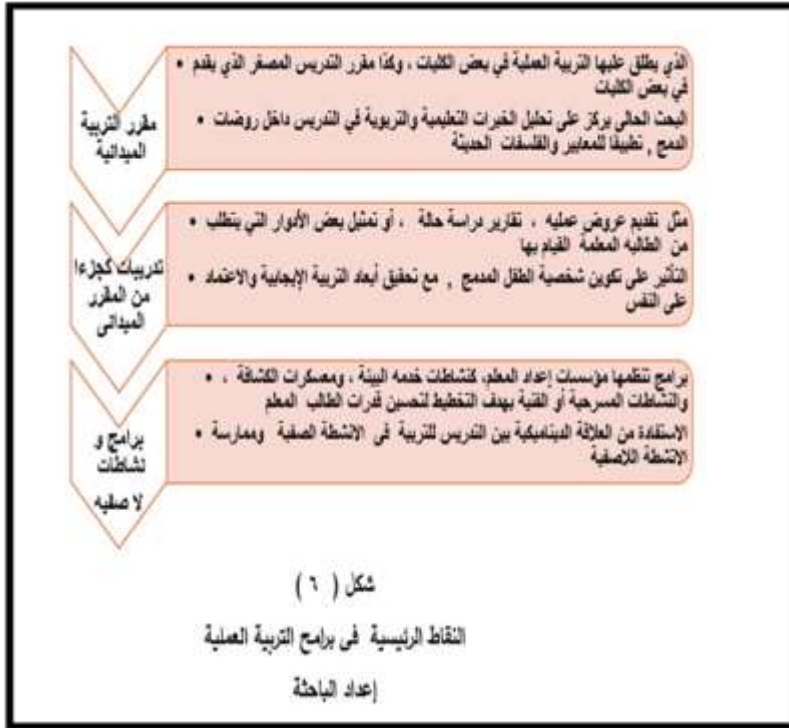 مقرر التربية
الميدانية
الذي يطلق عليها التربية العملية في بعض الكليات ، وكذا مقرر التدريس المصغر الذي يقدم •
في بعض الكليات
البحث الحالى يركز على تحليل الخبرات التعليمية والتربوية في التدريس داخل روضات •
الدمج , تطبيقا للمعايير والفلسفات الحديثة
تدريبات كجزءا
من المقرر
الميدانى
مثل تقديم عروض عمليه ، تقارير دراسة حالة ، أو تمثيل بعض الأدوار التي يتطلب •
من الطالبه المعلمة القيام بها
التأثير على تكوين شخصية الطفل المدمج , مع تحقيق أبعاد التربية الإيجابية والاعتماد •
على النفس
برامج و
نشاطات
لا صفيه
برامج تنظمها مؤسسات إعداد المعلم، كنشاطات خدمه البيئة ، ومعسكرات الكشافة ، •
والنشاطات المسرحية أو الفنية بهدف التخطيط لتحسين قدرات الطالب المعلم
الاستفادة من العلاقة الديناميكية بين التدريس للتربية فى الانشطة الصفية وممارسة •
الانشطة اللاصفية
شكل ( ٦ )
النقاط الرئيسية فى برامج التربية العملية
إعداد الباحثة